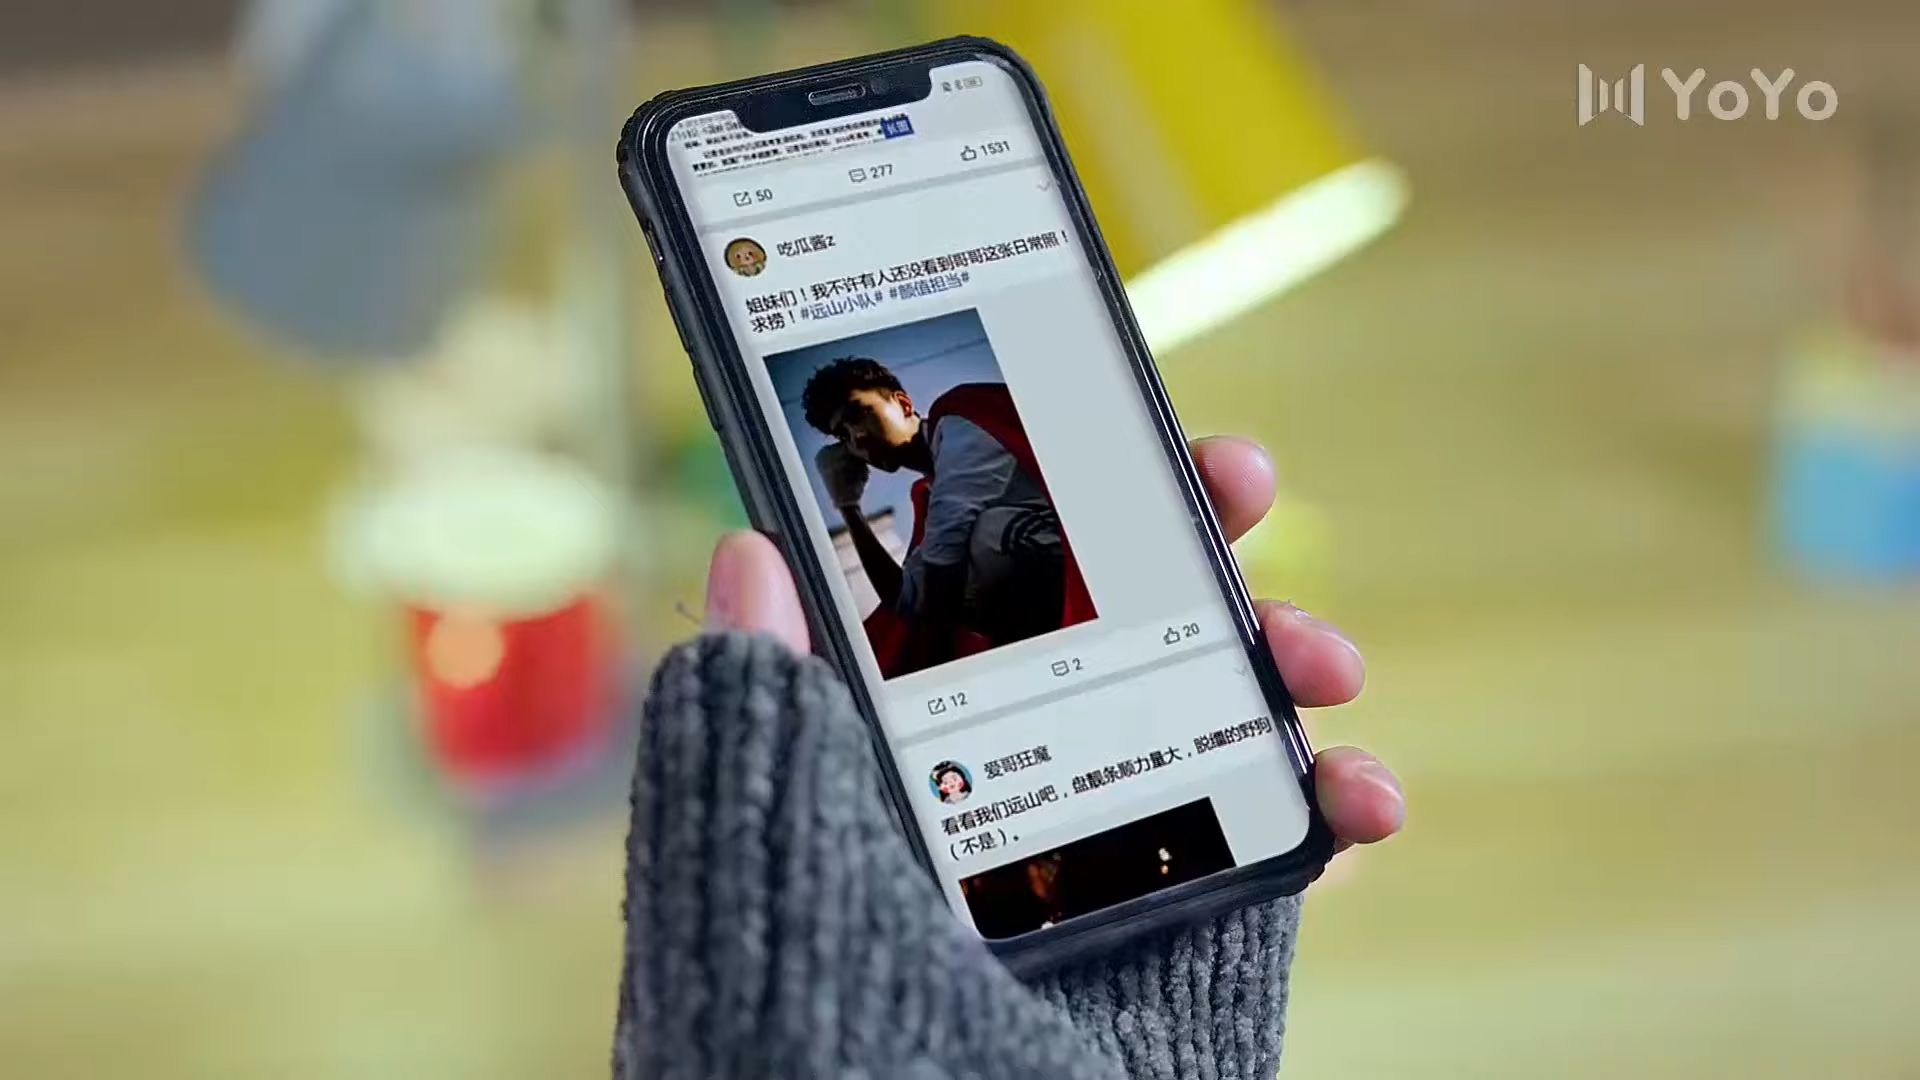 YoYo
长图
50
277
1531
吃瓜酱z
姐妹们！我不许有人还没看到哥哥这张日常照！
求捞！#远山小队# #颜值担当#
12
2
20
爱哥狂魔
看看我们远山吧，盘靓条顺力量大，脱缰的野狗
（不是）。